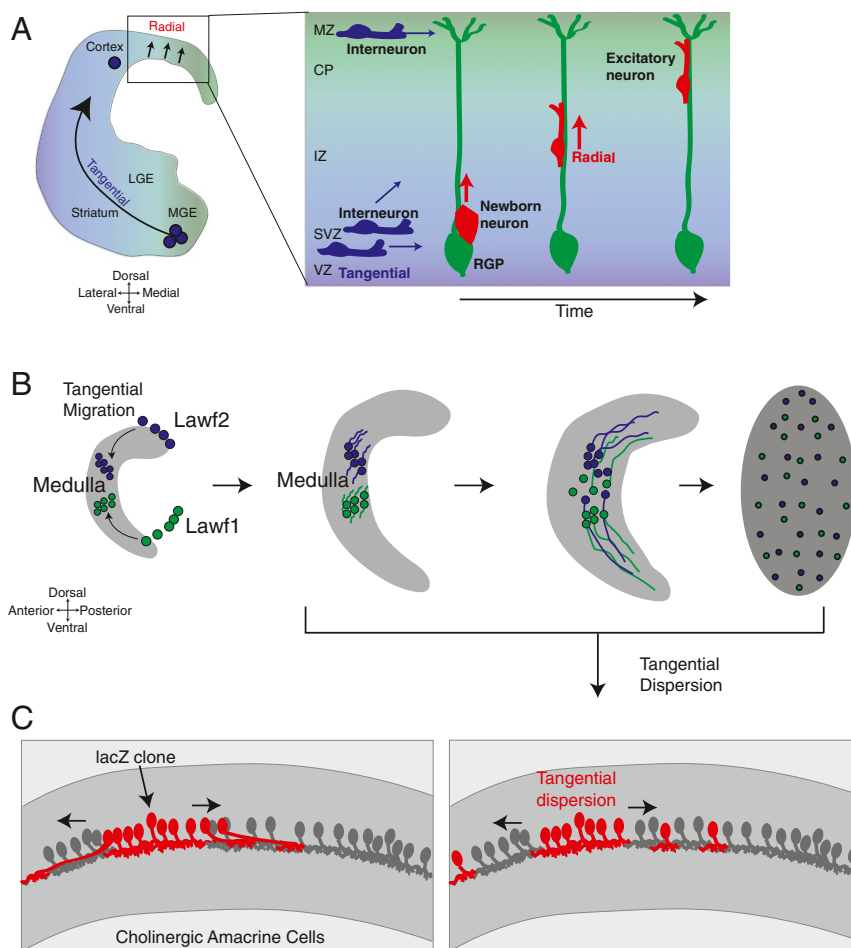 A
Radial
Cortex
Tangential
LGE
Striatum
MGE
Dorsal
Lateral Medial
Ventral
MZ
Interneuron
CP
Excitatory
neuron
IZ
Radial
Newborn
neuron
Interneuron
SVZ
VZ Tangential
RGP
Time
B
Tangential
Migration
Lawf2
Medulla
Lawf1
Medulla
Dorsal
Anterior Posterior
Ventral
Tangential
Dispersion
C
lacZ clone
Cholinergic Amacrine Cells
Tangential
dispersion